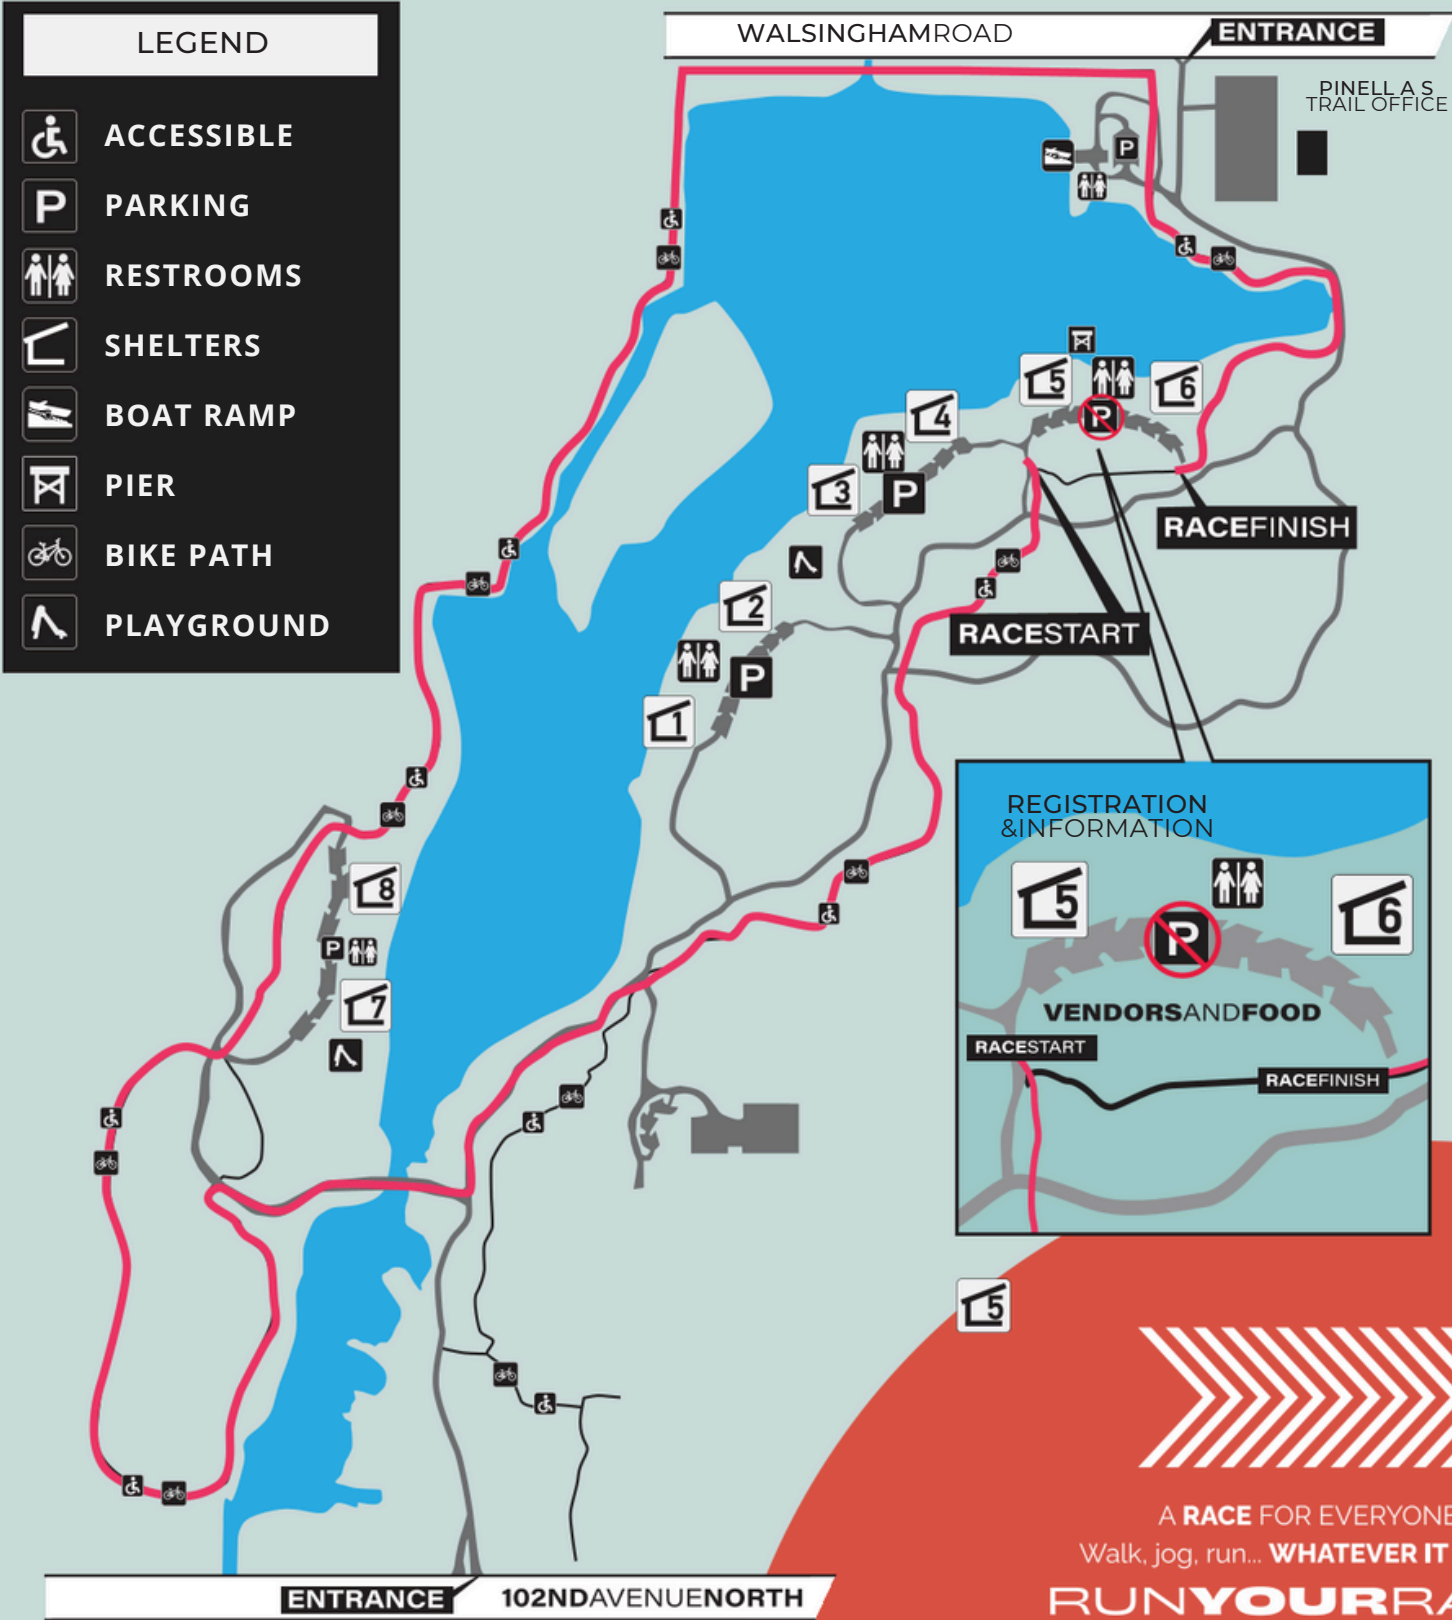 LEGEND
ACCESSIBLE
P PARKING
RESTROOMS
SHELTERS
BOAT RAMP
PIER
BIKE PATH
PLAYGROUND
WALSINGHAMROAD
ENTRANCE
PINELLAS
TRAIL OFFICE
P
5
6
P
4
3
P
RACEFINISH
2
RACESTART
P
1
8
P
7
REGISTRATION
&INFORMATION
5
P
6
VENDORSANDFOOD
RACESTART
RACEFINISH
5
A RACE FOR EVERYONE
Walk, jog, run... WHATEVER IT
RUNYOURRA
ENTRANCE
102NDAVENUENORTH